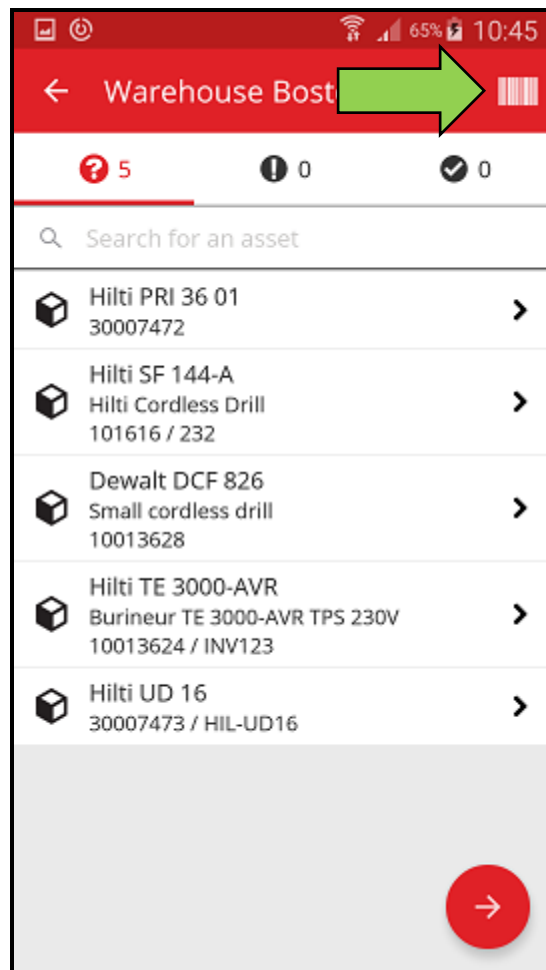 65% 10:45
Warehouse Bost
5
0
0
Search for an asset
Hilti PRI 36 01
30007472
Hilti SF 144-A
Hilti Cordless Drill
101616 / 232
Dewalt DCF 826
Small cordless drill
10013628
Hilti TE 3000-AVR
Burineur TE 3000-AVR TPS 230V
10013624 / INV123
Hilti UD 16
30007473 / HIL-UD16